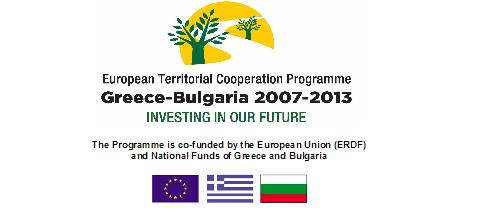 European Territorial Cooperation Programme
Greece-Bulgaria 2007-2013
INVESTING IN OUR FUTURE
The Programme is co-funded by the European Union (ERDF)
and National Funds of Greece and Bulgaria